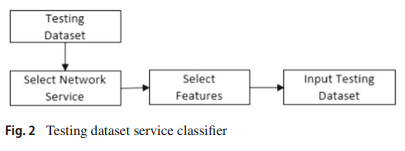 Testing
Dataset
Select Network
Service
Select
Features
Input Testing
Dataset
Fig. 2 Testing dataset service classifier